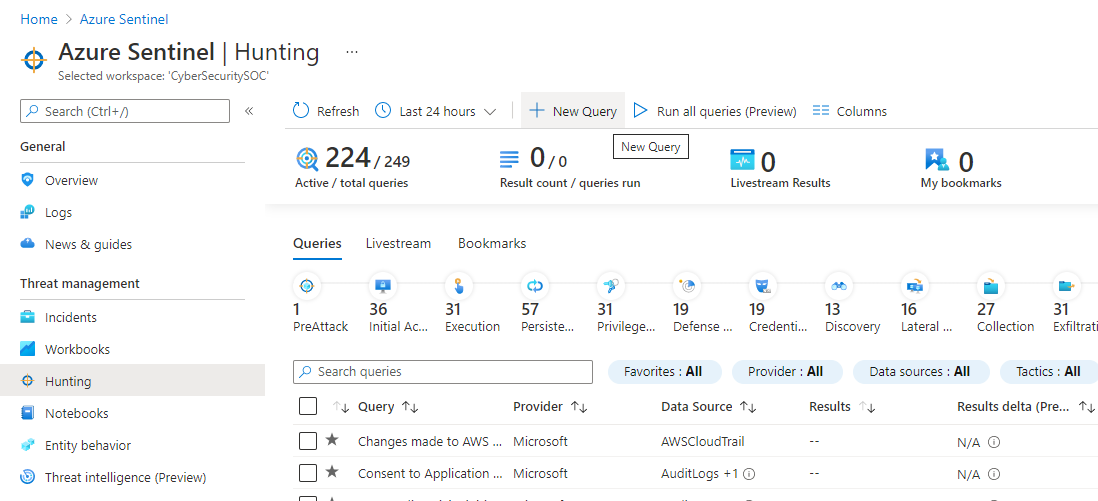 Home > Azure Sentinel
Azure Sentinel | Hunting ...
Selected workspace: 'CyberSecuritySOC'
Search (Ctrl+/) «
Refresh Last 24 hours + New Query Run all queries (Preview) Columns
New Query
General
Overview
Logs
News & guides
Threat management
Incidents
Workbooks
Hunting
Notebooks
Entity behavior
Threat intelligence (Preview)
224 / 249
Active / total queries
0 / 0
Result count / queries run
0
Livestream Results
0
My bookmarks
Queries Livestream Bookmarks
1 36 31 57 31 19 19 13 16 27 31
PreAttack Initial Ac... Execution Persiste... Privilege... Defense ... Credenti... Discovery Lateral ... Collection Exfiltrati
Search queries Favorites : All Provider : All Data sources : All Tactics : All
Query ↑↓ Provider ↑↓ Data Source ↑↓ Results ↑↓ Results delta (Pre... ↑↓
Changes made to AWS ... Microsoft AWSCloudTrail -- N/A
Consent to Application ... Microsoft AuditLogs +1 -- N/A